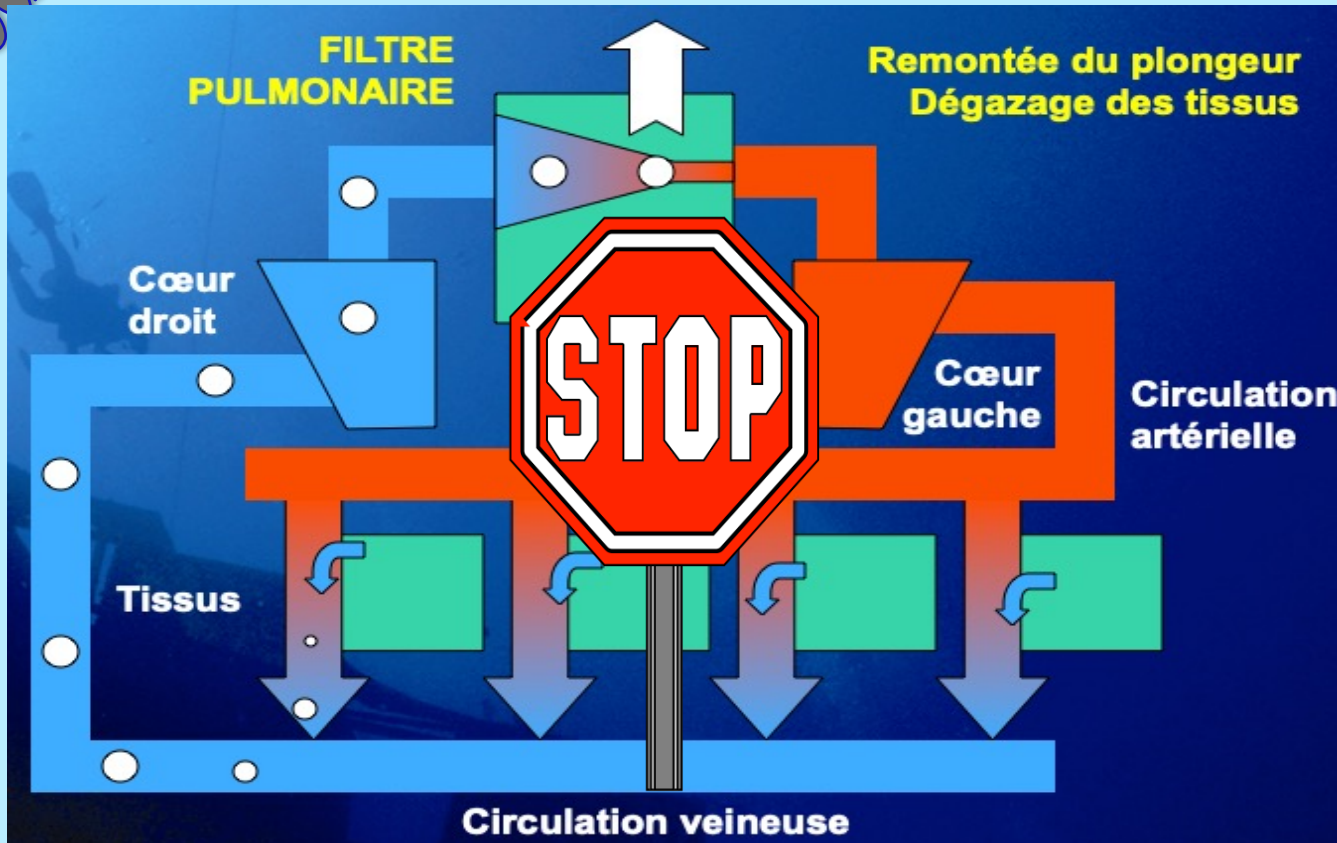 FILTRE
PULMONAIRE
Remontée du plongeur
Dégazage des tissus
Cœur
droit
STOP
Cœur
gauche
Circulation
artérielle
Tissus
Circulation veineuse